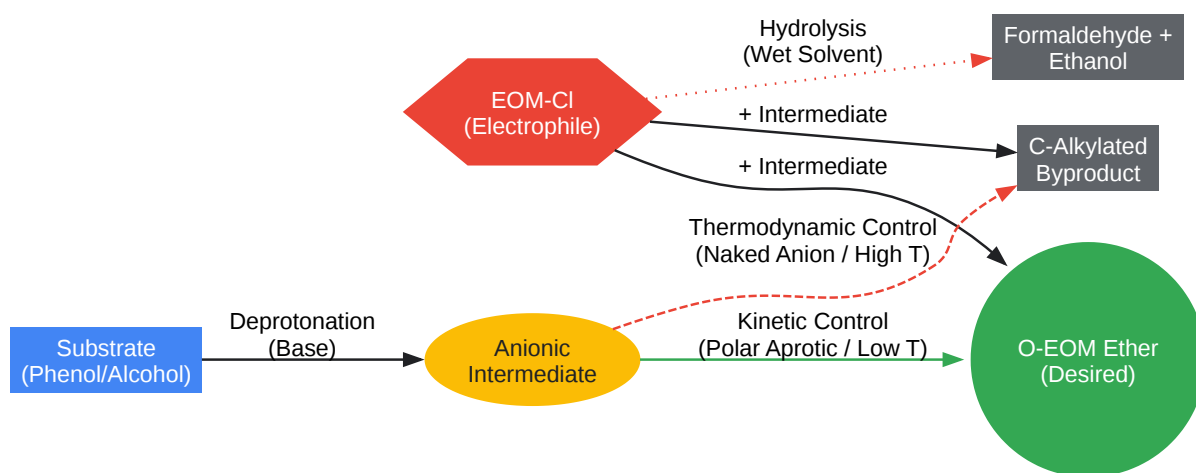 Hydrolysis
(Wet Solvent)
Formaldehyde +
Ethanol
EOM-Cl
(Electrophile)
+ Intermediate
C-Alkylated
Byproduct
+ Intermediate
Thermodynamic Control
(Naked Anion / High T)
Deprotonation
(Base)
Kinetic Control
(Polar Aprotic / Low T)
Substrate
(Phenol/Alcohol)
Anionic
Intermediate
O-EOM Ether
(Desired)